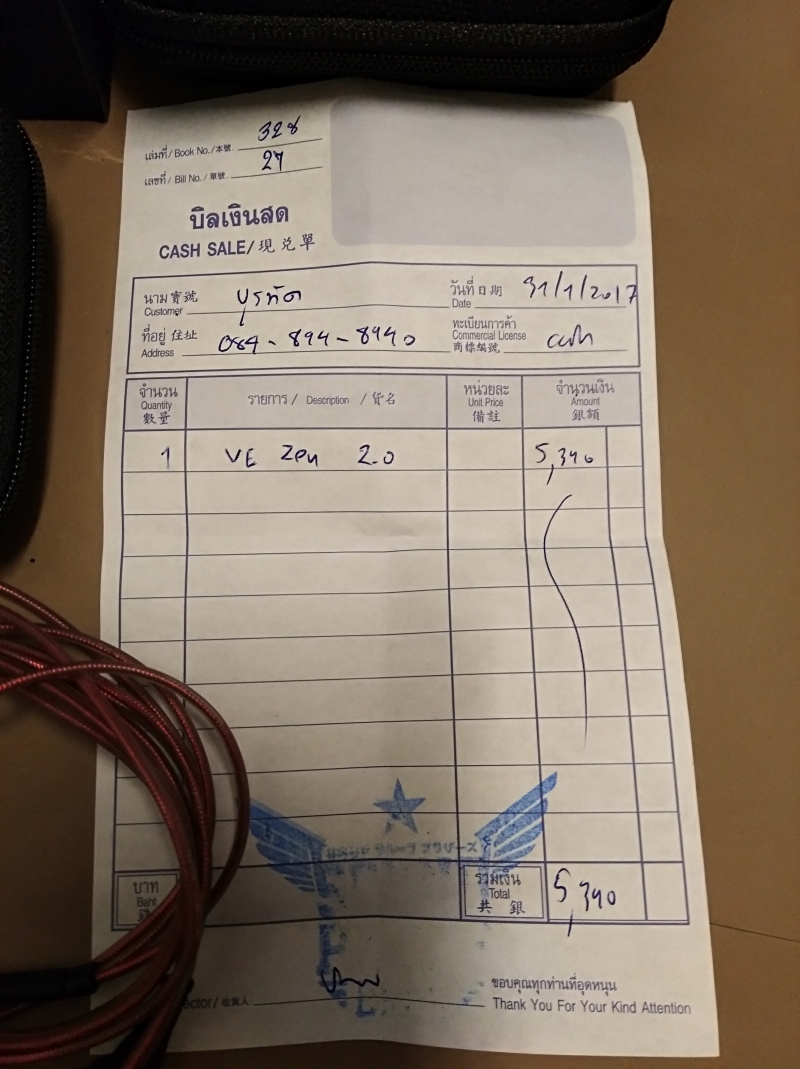 เล่มที่ / Book No. / 本號 328
เลขที่ / Bill No. / 單號 27
บิลเงินสด
CASH SALE / 現兑單
นาม 寶號 Customer บุรทัต วันที่ 日期 Date 31/1/2017
ที่อยู่ 住址 Address 084-894-8940 ทะเบียนการค้า Commercial License 商標編號
จำนวน Quantity 數量 รายการ / Description / 貨名 หน่วยละ Unit Price 備註 จำนวนเงิน Amount 銀額
1 VE Zen 2.0 5,390
บาท Baht รวมเงิน Total 共銀 5,390
ขอบคุณทุกท่านที่อุดหนุน
ector / 收貨人 Thank You For Your Kind Attention